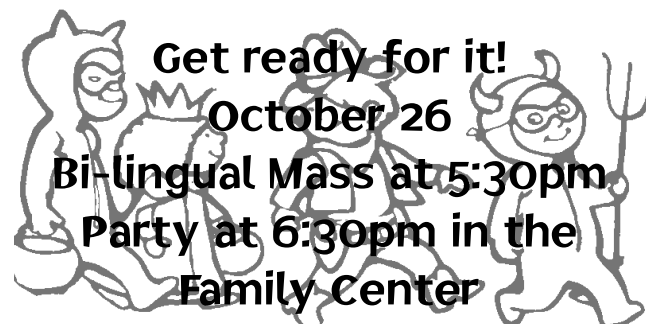 Get ready for it!
October 26
Bi-lingual Mass at 5:30pm
Party at 6:30pm in the
Family Center